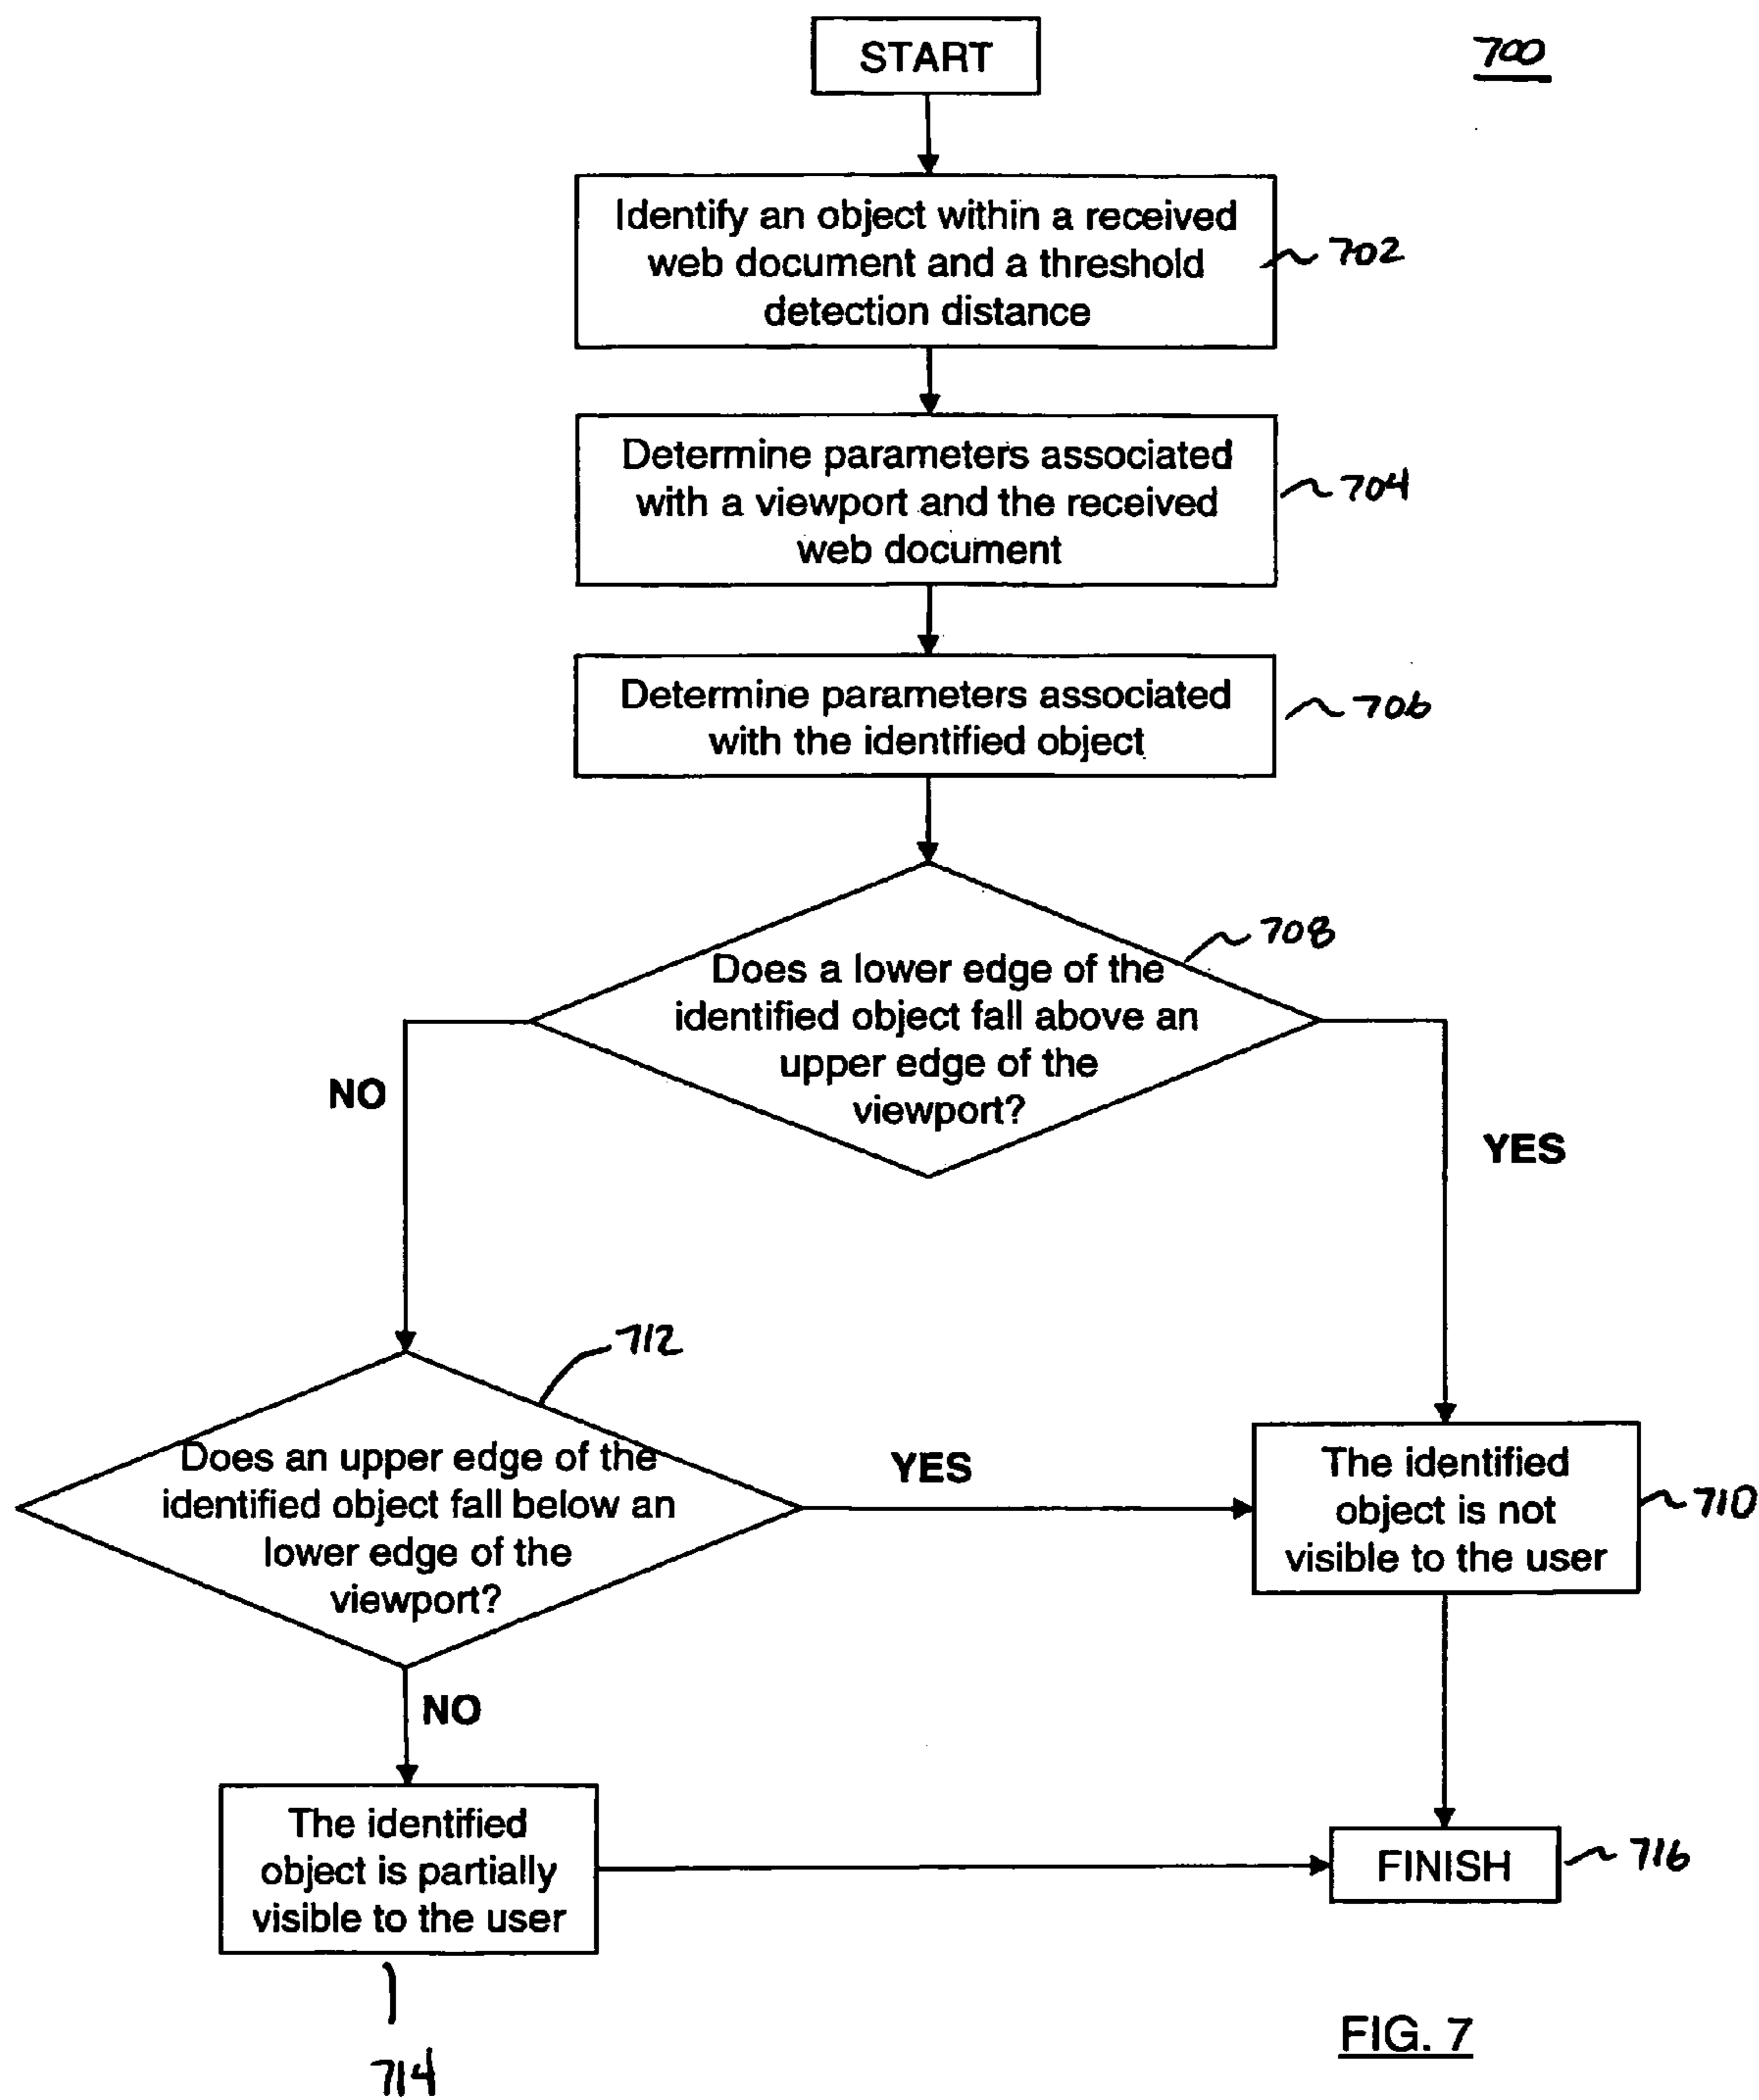 START
700
Identify an object within a received
web document and a threshold
detection distance
702
Determine parameters associated
with a viewport and the received
web document
704
Determine parameters associated
with the identified object
706
708
Does a lower edge of the
identified object fall above an
upper edge of the
viewport?
NO
YES
712
Does an upper edge of the
identified object fall below an
lower edge of the
viewport?
YES
The identified
object is not
visible to the user
710
NO
The identified
object is partially
visible to the user
714
FINISH
716
FIG. 7